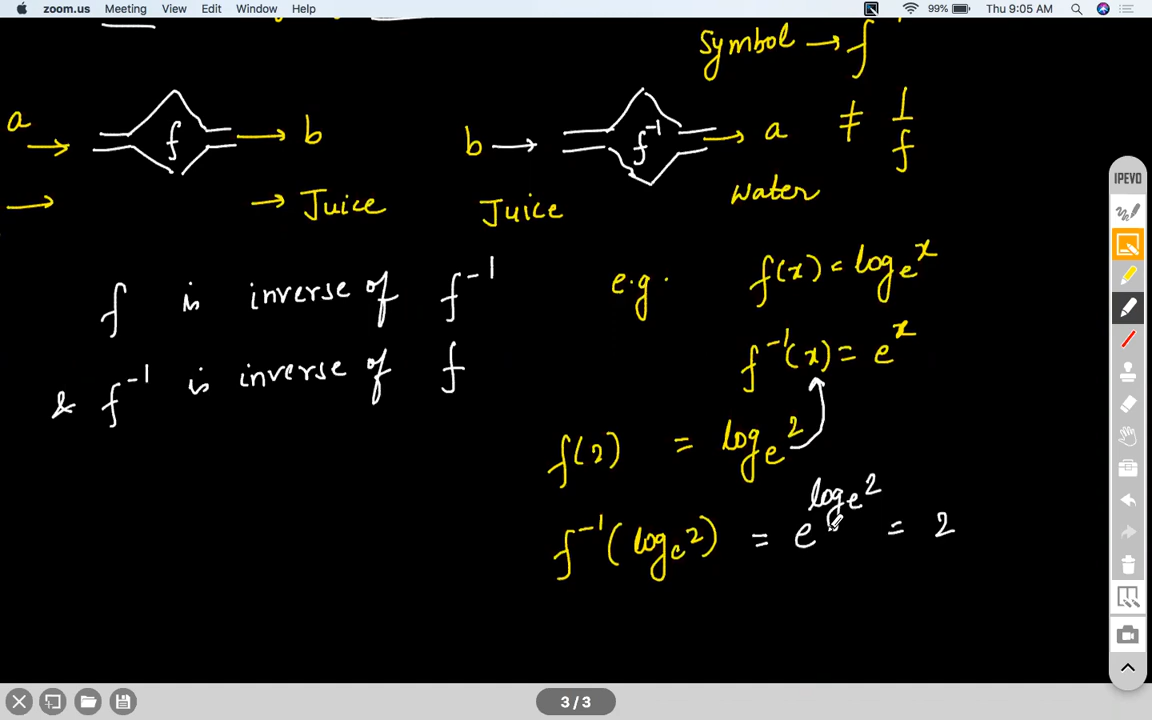 zoom.us Meeting View Edit Window Help 99% Thu 9:05 AM
Symbol → f
a → f → b
b → f⁻¹ → a ≠ 1/f
→ → Juice
Juice water
f is inverse of f⁻¹
& f⁻¹ is inverse of f
e.g. f(x) = logₑx
f⁻¹(x) = eˣ
f(2) = logₑ2
f⁻¹(logₑ2) = e^(logₑ2) = 2
IPEVO
3/3